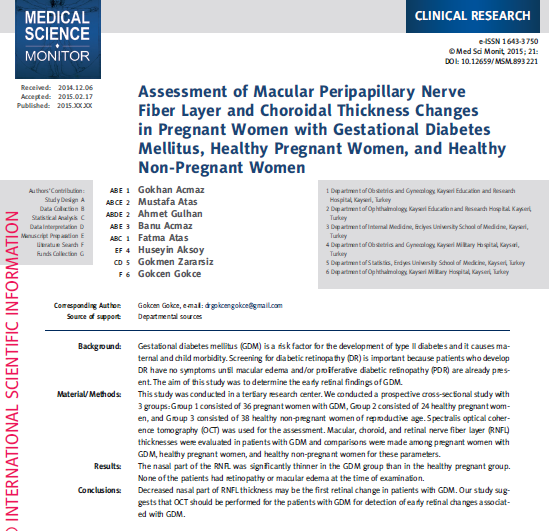 MEDICAL
SCIENCE
MONITOR
CLINICAL RESEARCH
e-ISSN 1643-3750
© Med Sci Monit, 2015; 21:
DOI: 10.12659/MSM.893221
Received: 2014.12.06
Accepted: 2015.02.17
Published: 2015.XX.XX
Assessment of Macular Peripapillary Nerve
Fiber Layer and Choroidal Thickness Changes
in Pregnant Women with Gestational Diabetes
Mellitus, Healthy Pregnant Women, and Healthy
Non-Pregnant Women
Authors' Contribution:
Study Design A
Data Collection B
Statistical Analysis C
Data Interpretation D
Manuscript Preparation E
Literature Search F
Funds Collection G
ABE 1 Gokhan Acmaz
ABCE 2 Mustafa Atas
ABDE 2 Ahmet Gulhan
ABE 3 Banu Acmaz
ABC 1 Fatma Atas
EF 4 Huseyin Aksoy
CD 5 Gokmen Zararsiz
F 6 Gokcen Gokce
1 Department of Obstetrics and Gynecology, Kayseri Education and Research
Hospital, Kayseri, Turkey
2 Department of Ophthalmology, Kayseri Education and Research Hospital, Kayseri,
Turkey
3 Department of Internal Medicine, Erciyes University School of Medicine, Kayseri,
Turkey
4 Department of Obstetrics and Gynecology, Kayseri Military Hospital, Kayseri,
Turkey
5 Department of Statistics, Erciyes University School of Medicine, Kayseri, Turkey
6 Department of Ophthalmology, Kayseri Military Hospital, Kayseri, Turkey
Corresponding Author: Gokcen Gokce, e-mail: drgokcengokce@gmail.com
Source of support: Departmental sources
Background: Gestational diabetes mellitus (GDM) is a risk factor for the development of type II diabetes and it causes ma-
ternal and child morbidity. Screening for diabetic retinopathy (DR) is important because patients who develop
DR have no symptoms until macular edema and/or proliferative diabetic retinopathy (PDR) are already pres-
ent. The aim of this study was to determine the early retinal findings of GDM.
Material/Methods: This study was conducted in a tertiary research center. We conducted a prospective cross-sectional study with
3 groups: Group 1 consisted of 36 pregnant women with GDM, Group 2 consisted of 24 healthy pregnant wom-
en, and Group 3 consisted of 38 healthy non-pregnant women of reproductive age. Spectralis optical coher-
ence tomography (OCT) was used for the assessment. Macular, choroid, and retinal nerve fiber layer (RNFL)
thicknesses were evaluated in patients with GDM and comparisons were made among pregnant women with
GDM, healthy pregnant women, and healthy non-pregnant women for these parameters.
Results: The nasal part of the RNFL was significantly thinner in the GDM group than in the healthy pregnant group.
None of the patients had retinopathy or macular edema at the time of examination.
Conclusions: Decreased nasal part of RNFL thickness may be the first retinal change in patients with GDM. Our study sug-
gests that OCT should be performed for the patients with GDM for detection of early retinal changes associat-
ed with GDM.
INTERNATIONAL SCIENTIFIC INFORMATION